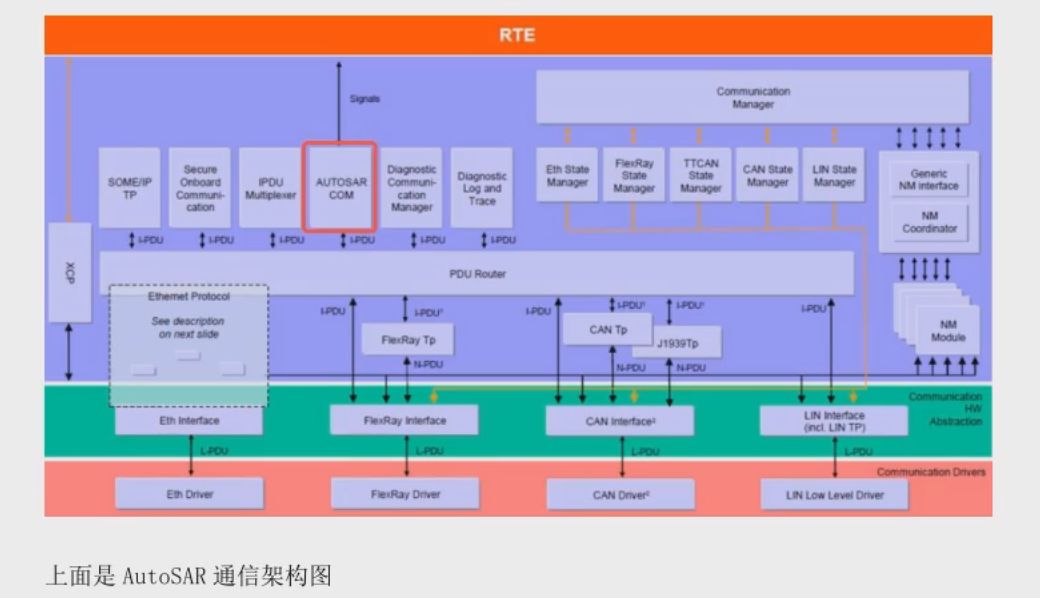 RTE
Signals
Communication
Manager
SOME/IP
TP
Secure
Onboard
Communi-
cation
IPDU
Multiplexer
AUTOSAR
COM
Diagnostic
Communi-
cation
Manager
Diagnostic
Log and
Trace
Eth State
Manager
FlexRay
State
Manager
TTCAN
State
Manager
CAN State
Manager
LIN State
Manager
Generic
NM interface
NM
Coordinator
I-PDU
I-PDU
I-PDU
I-PDU
I-PDU
I-PDU
XCP
PDU Router
Ethernet Protocol
See description
on next slide
I-PDU
I-PDU¹
I-PDU
I-PDU¹
I-PDU¹
I-PDU
FlexRay Tp
CAN Tp
J1939Tp
NM
Module
N-PDU
N-PDU
N-PDU
Communication
HW
Abstraction
Eth Interface
FlexRay Interface
CAN Interface²
LIN Interface
(incl. LIN TP)
L-PDU
L-PDU
L-PDU
L-PDU
Communication Drivers
Eth Driver
FlexRay Driver
CAN Driver²
LIN Low Level Driver
上面是 AutoSAR 通信架构图